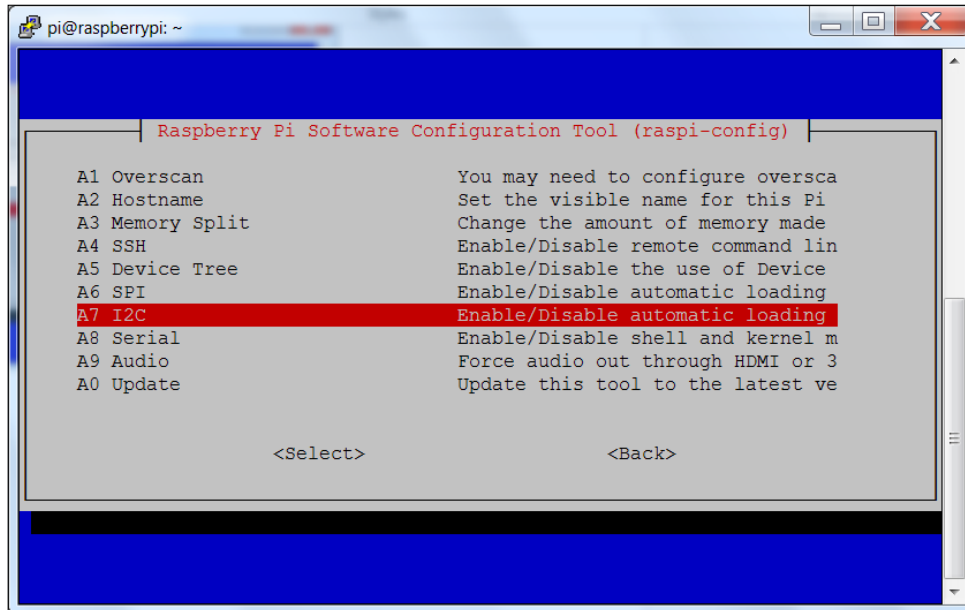 pi@raspberrypi: ~
Raspberry Pi Software Configuration Tool (raspi-config)
A1 Overscan You may need to configure oversca
A2 Hostname Set the visible name for this Pi
A3 Memory Split Change the amount of memory made
A4 SSH Enable/Disable remote command lin
A5 Device Tree Enable/Disable the use of Device
A6 SPI Enable/Disable automatic loading
A7 I2C Enable/Disable automatic loading
A8 Serial Enable/Disable shell and kernel m
A9 Audio Force audio out through HDMI or 3
A0 Update Update this tool to the latest ve
<Select> <Back>